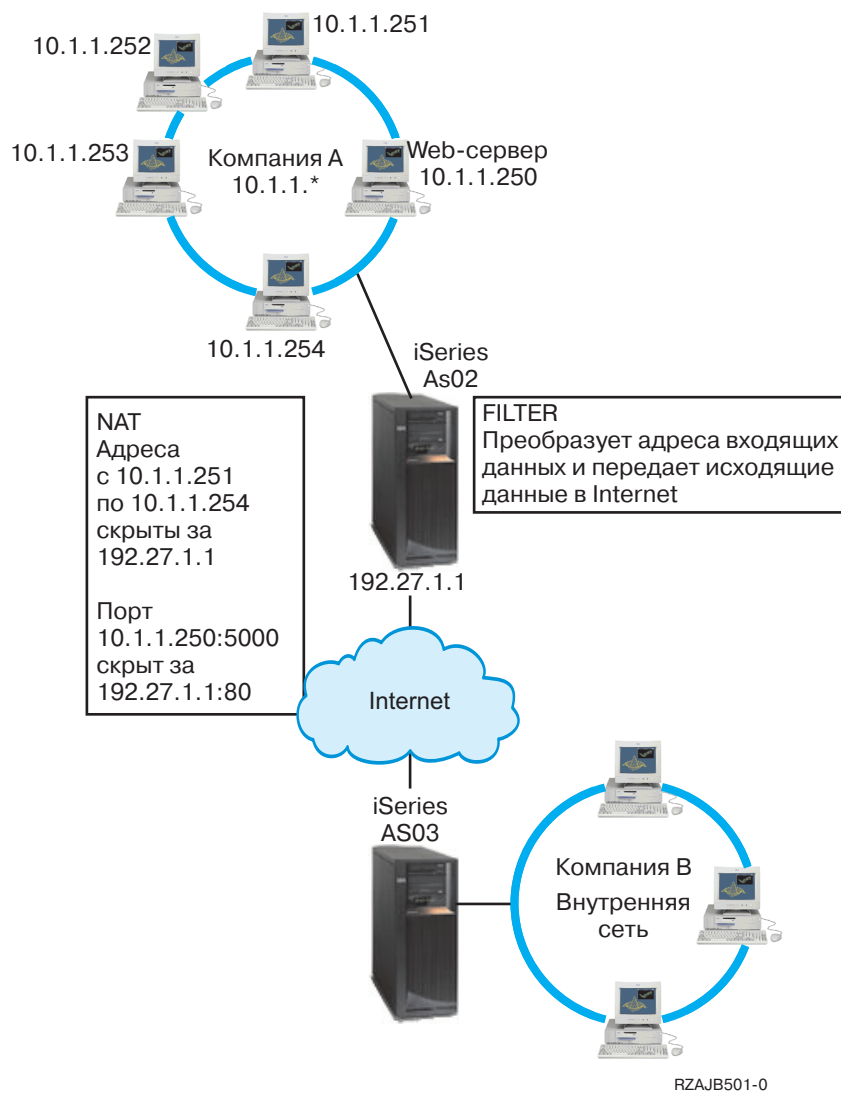 10.1.1.251
10.1.1.252
10.1.1.253
Компания А
10.1.1.*
Web-сервер
10.1.1.250
10.1.1.254
iSeries
As02
NAT
Адреса
с 10.1.1.251
по 10.1.1.254
скрыты за
192.27.1.1
Порт
10.1.1.250:5000
скрыт за
192.27.1.1:80
FILTER
Преобразует адреса входящих
данных и передает исходящие
данные в Internet
192.27.1.1
Internet
iSeries
AS03
Компания В
Внутренняя
сеть
RZAJB501-0